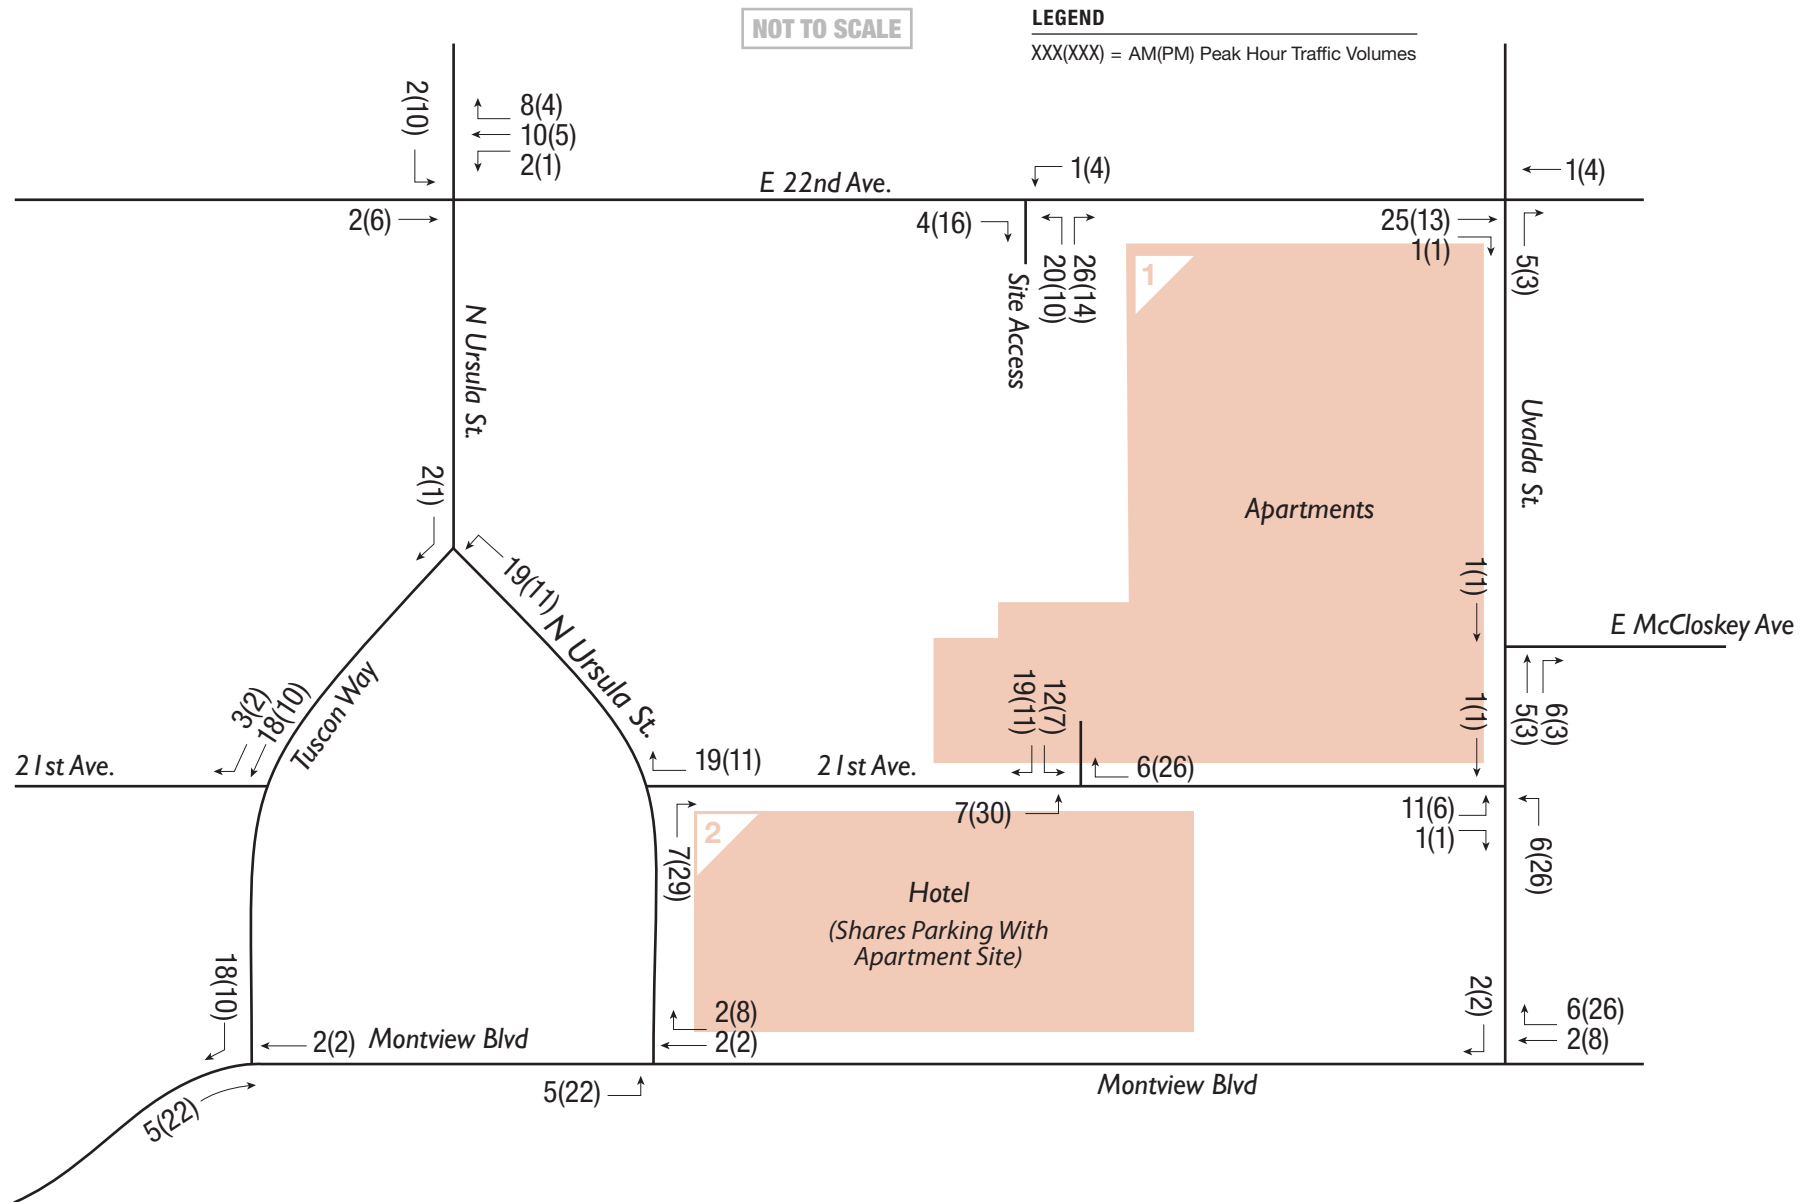 NOT TO SCALE
LEGEND
XXX(XXX) = AM(PM) Peak Hour Traffic Volumes
2(10)
8(4)
10(5)
2(1)
E 22nd Ave.
1(4)
1(4)
2(6)
4(16)
20(10)
26(14)
25(13)
1(1)
5(3)
1
Site Access
N Ursula St.
Uvalda St.
2(1)
Apartments
19(11)
N Ursula St.
1(1)
E McCloskey Ave
3(2)
18(10)
Tuscon Way
19(11)
12(7)
1(1)
5(3)
6(3)
21st Ave.
19(11)
21st Ave.
6(26)
7(30)
11(6)
1(1)
6(26)
7(29)
2
Hotel
(Shares Parking With
Apartment Site)
18(10)
2(2)
Montview Blvd
2(8)
2(2)
2(2)
6(26)
2(8)
5(22)
5(22)
Montview Blvd